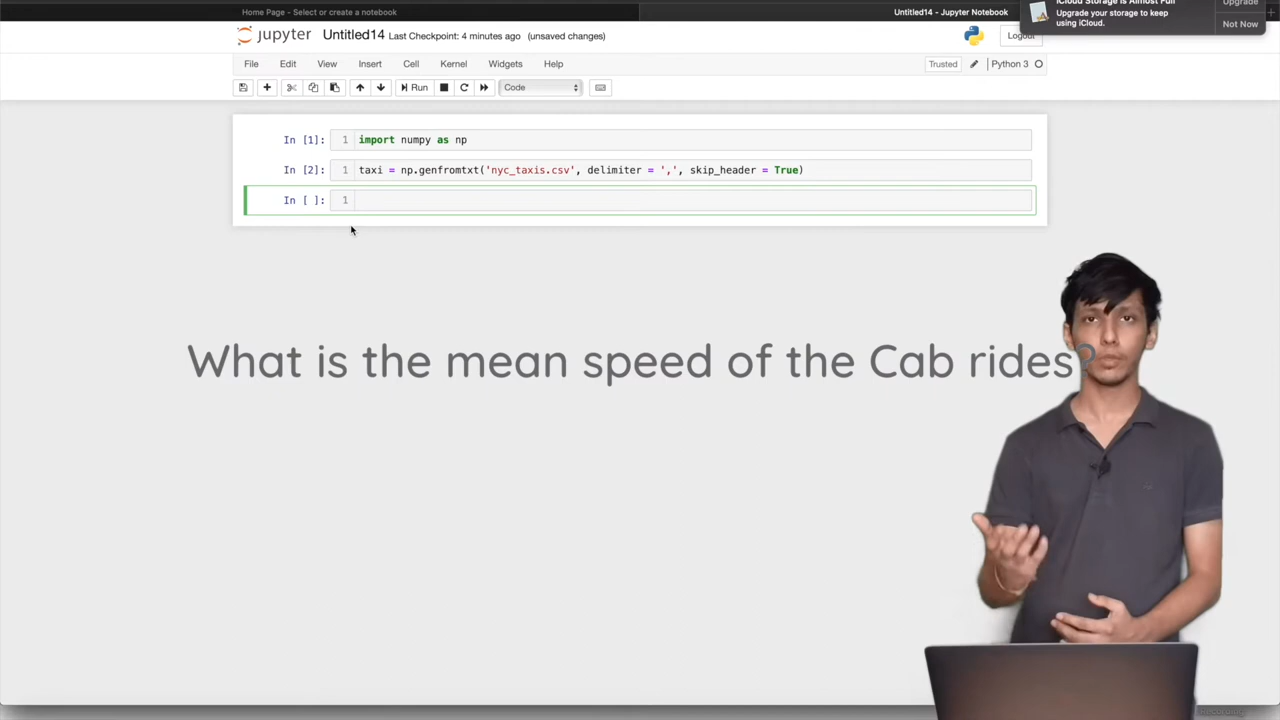 Home Page - Select or create a notebook
Untitled14 - Jupyter Notebook
iCloud Storage Is Almost Full
Upgrade your storage to keep
using iCloud.
Upgrade
Not Now
jupyter Untitled14 Last Checkpoint: 4 minutes ago (unsaved changes)
Logout
File Edit View Insert Cell Kernel Widgets Help
Trusted
Python 3
Run
Code
In [1]: 1 import numpy as np
In [2]: 1 taxi = np.genfromtxt('nyc_taxis.csv', delimiter = ',', skip_header = True)
In [ ]: 1
What is the mean speed of the Cab rides?